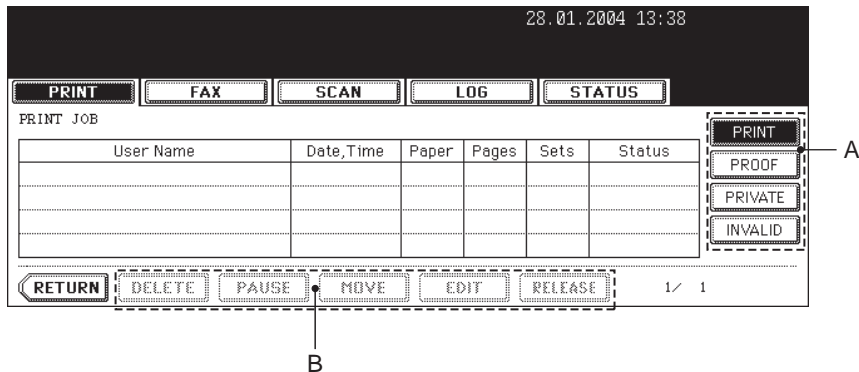 28.01.2004 13:38
PRINT FAX SCAN LOG STATUS
PRINT JOB
User Name Date,Time Paper Pages Sets Status
PRINT
PROOF
PRIVATE
INVALID
A
RETURN DELETE PAUSE MOVE EDIT RELEASE 1/ 1
B